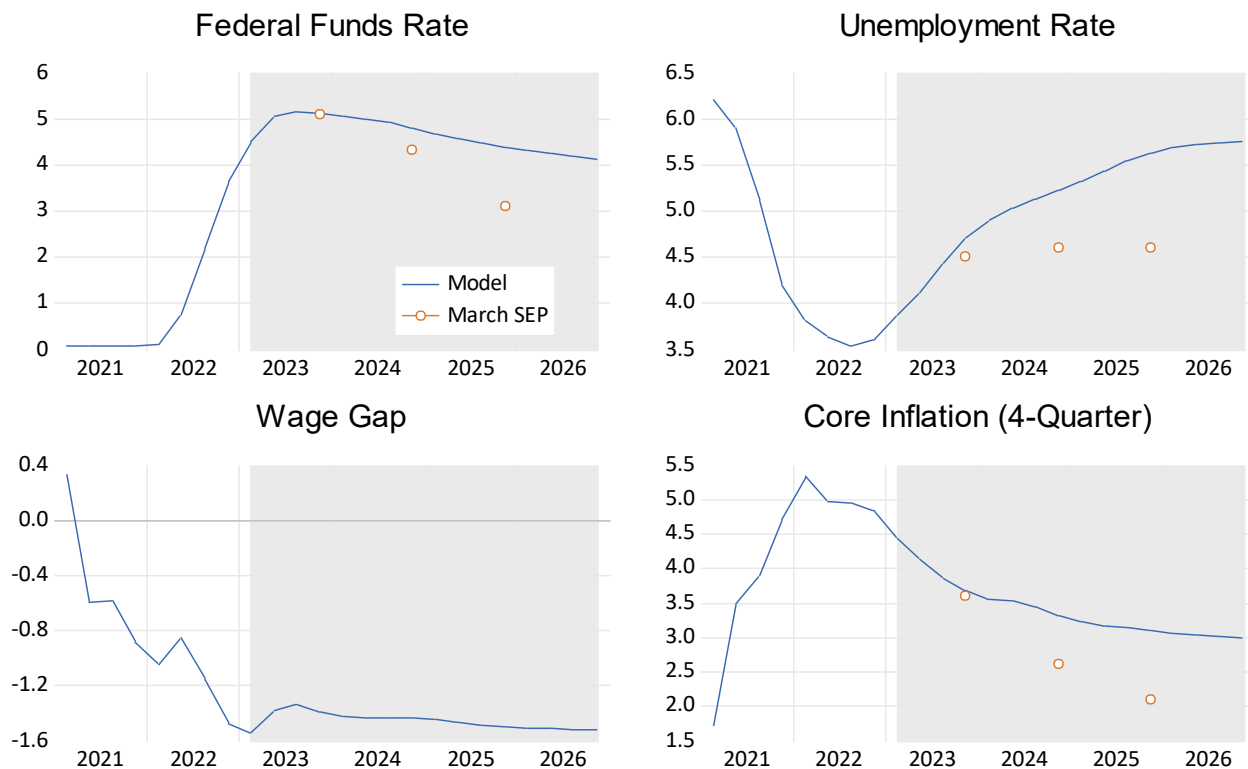 Federal Funds Rate
6
5
4
3
2
1
0
Model
March SEP
2021 2022 2023 2024 2025 2026
Unemployment Rate
6.5
6.0
5.5
5.0
4.5
4.0
3.5
2021 2022 2023 2024 2025 2026
Wage Gap
0.4
0.0
-0.4
-0.8
-1.2
-1.6
2021 2022 2023 2024 2025 2026
Core Inflation (4-Quarter)
5.5
5.0
4.5
4.0
3.5
3.0
2.5
2.0
1.5
2021 2022 2023 2024 2025 2026